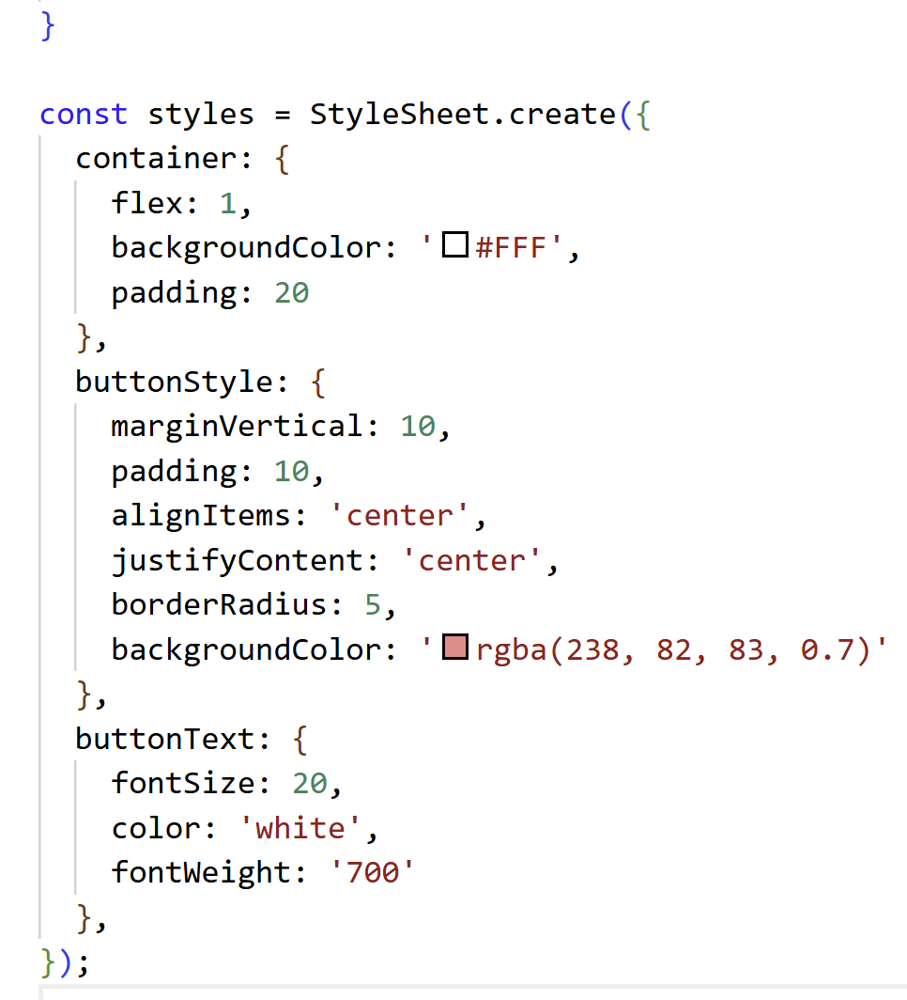 }
const styles = StyleSheet.create({
  container: {
    flex: 1,
    backgroundColor: '#FFF',
    padding: 20
  },
  buttonStyle: {
    marginVertical: 10,
    padding: 10,
    alignItems: 'center',
    justifyContent: 'center',
    borderRadius: 5,
    backgroundColor: 'rgba(238, 82, 83, 0.7)'
  },
  buttonText: {
    fontSize: 20,
    color: 'white',
    fontWeight: '700'
  },
});